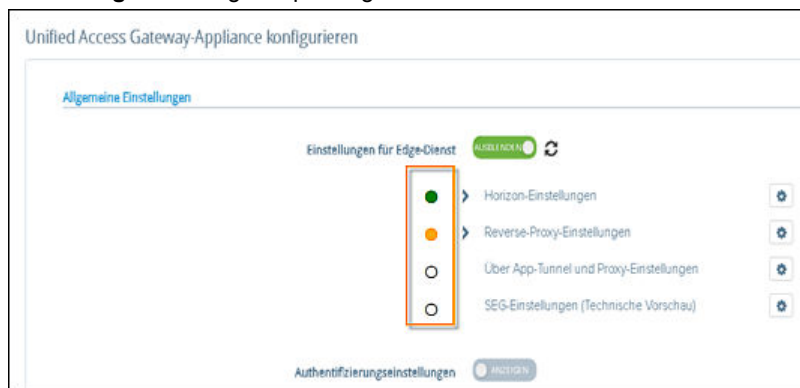 Unified Access Gateway-Appliance konfigurieren
Allgemeine Einstellungen
Einstellungen für Edge-Dienst AUSBLENDEN
Horizon-Einstellungen
Reverse-Proxy-Einstellungen
Über App-Tunnel und Proxy-Einstellungen
SEG-Einstellungen (Technische Vorschau)
Authentifizierungseinstellungen ANZEIGEN